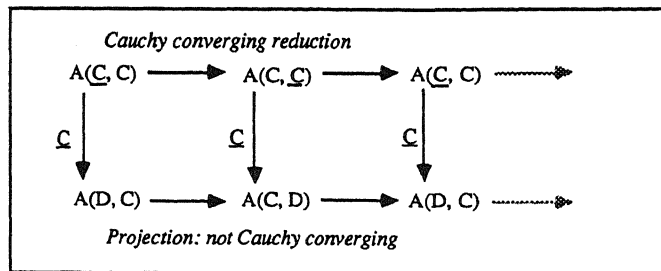 Cauchy converging reduction
A(C, C) A(C, C) A(C, C)
C C C
A(D, C) A(C, D) A(D, C)
Projection: not Cauchy converging